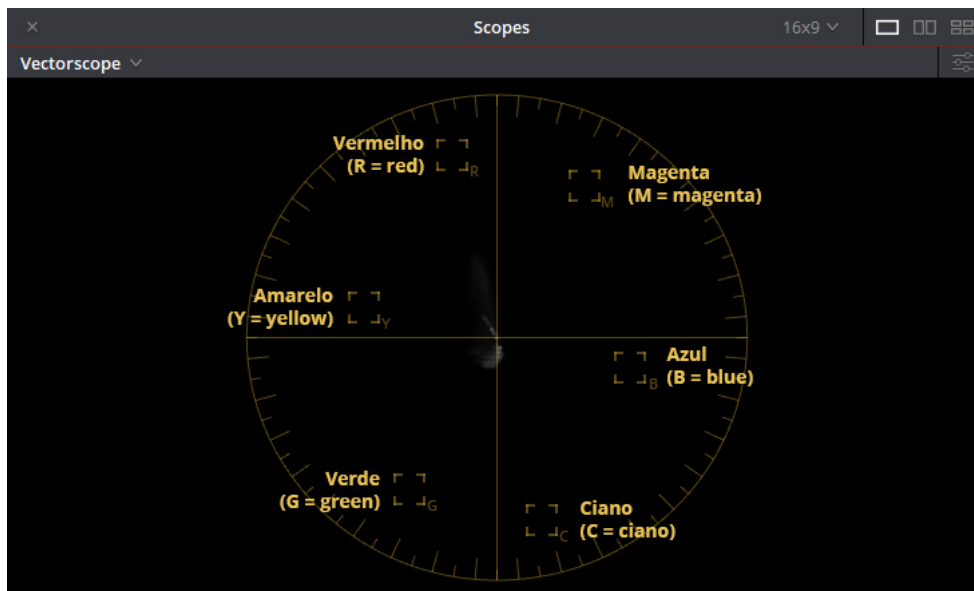 × Scopes 16x9
Vectorscope
Vermelho
(R = red)
R
Magenta
(M = magenta)
M
Amarelo
(Y = yellow)
Y
Azul
(B = blue)
B
Verde
(G = green)
G
Ciano
(C = ciano)
C